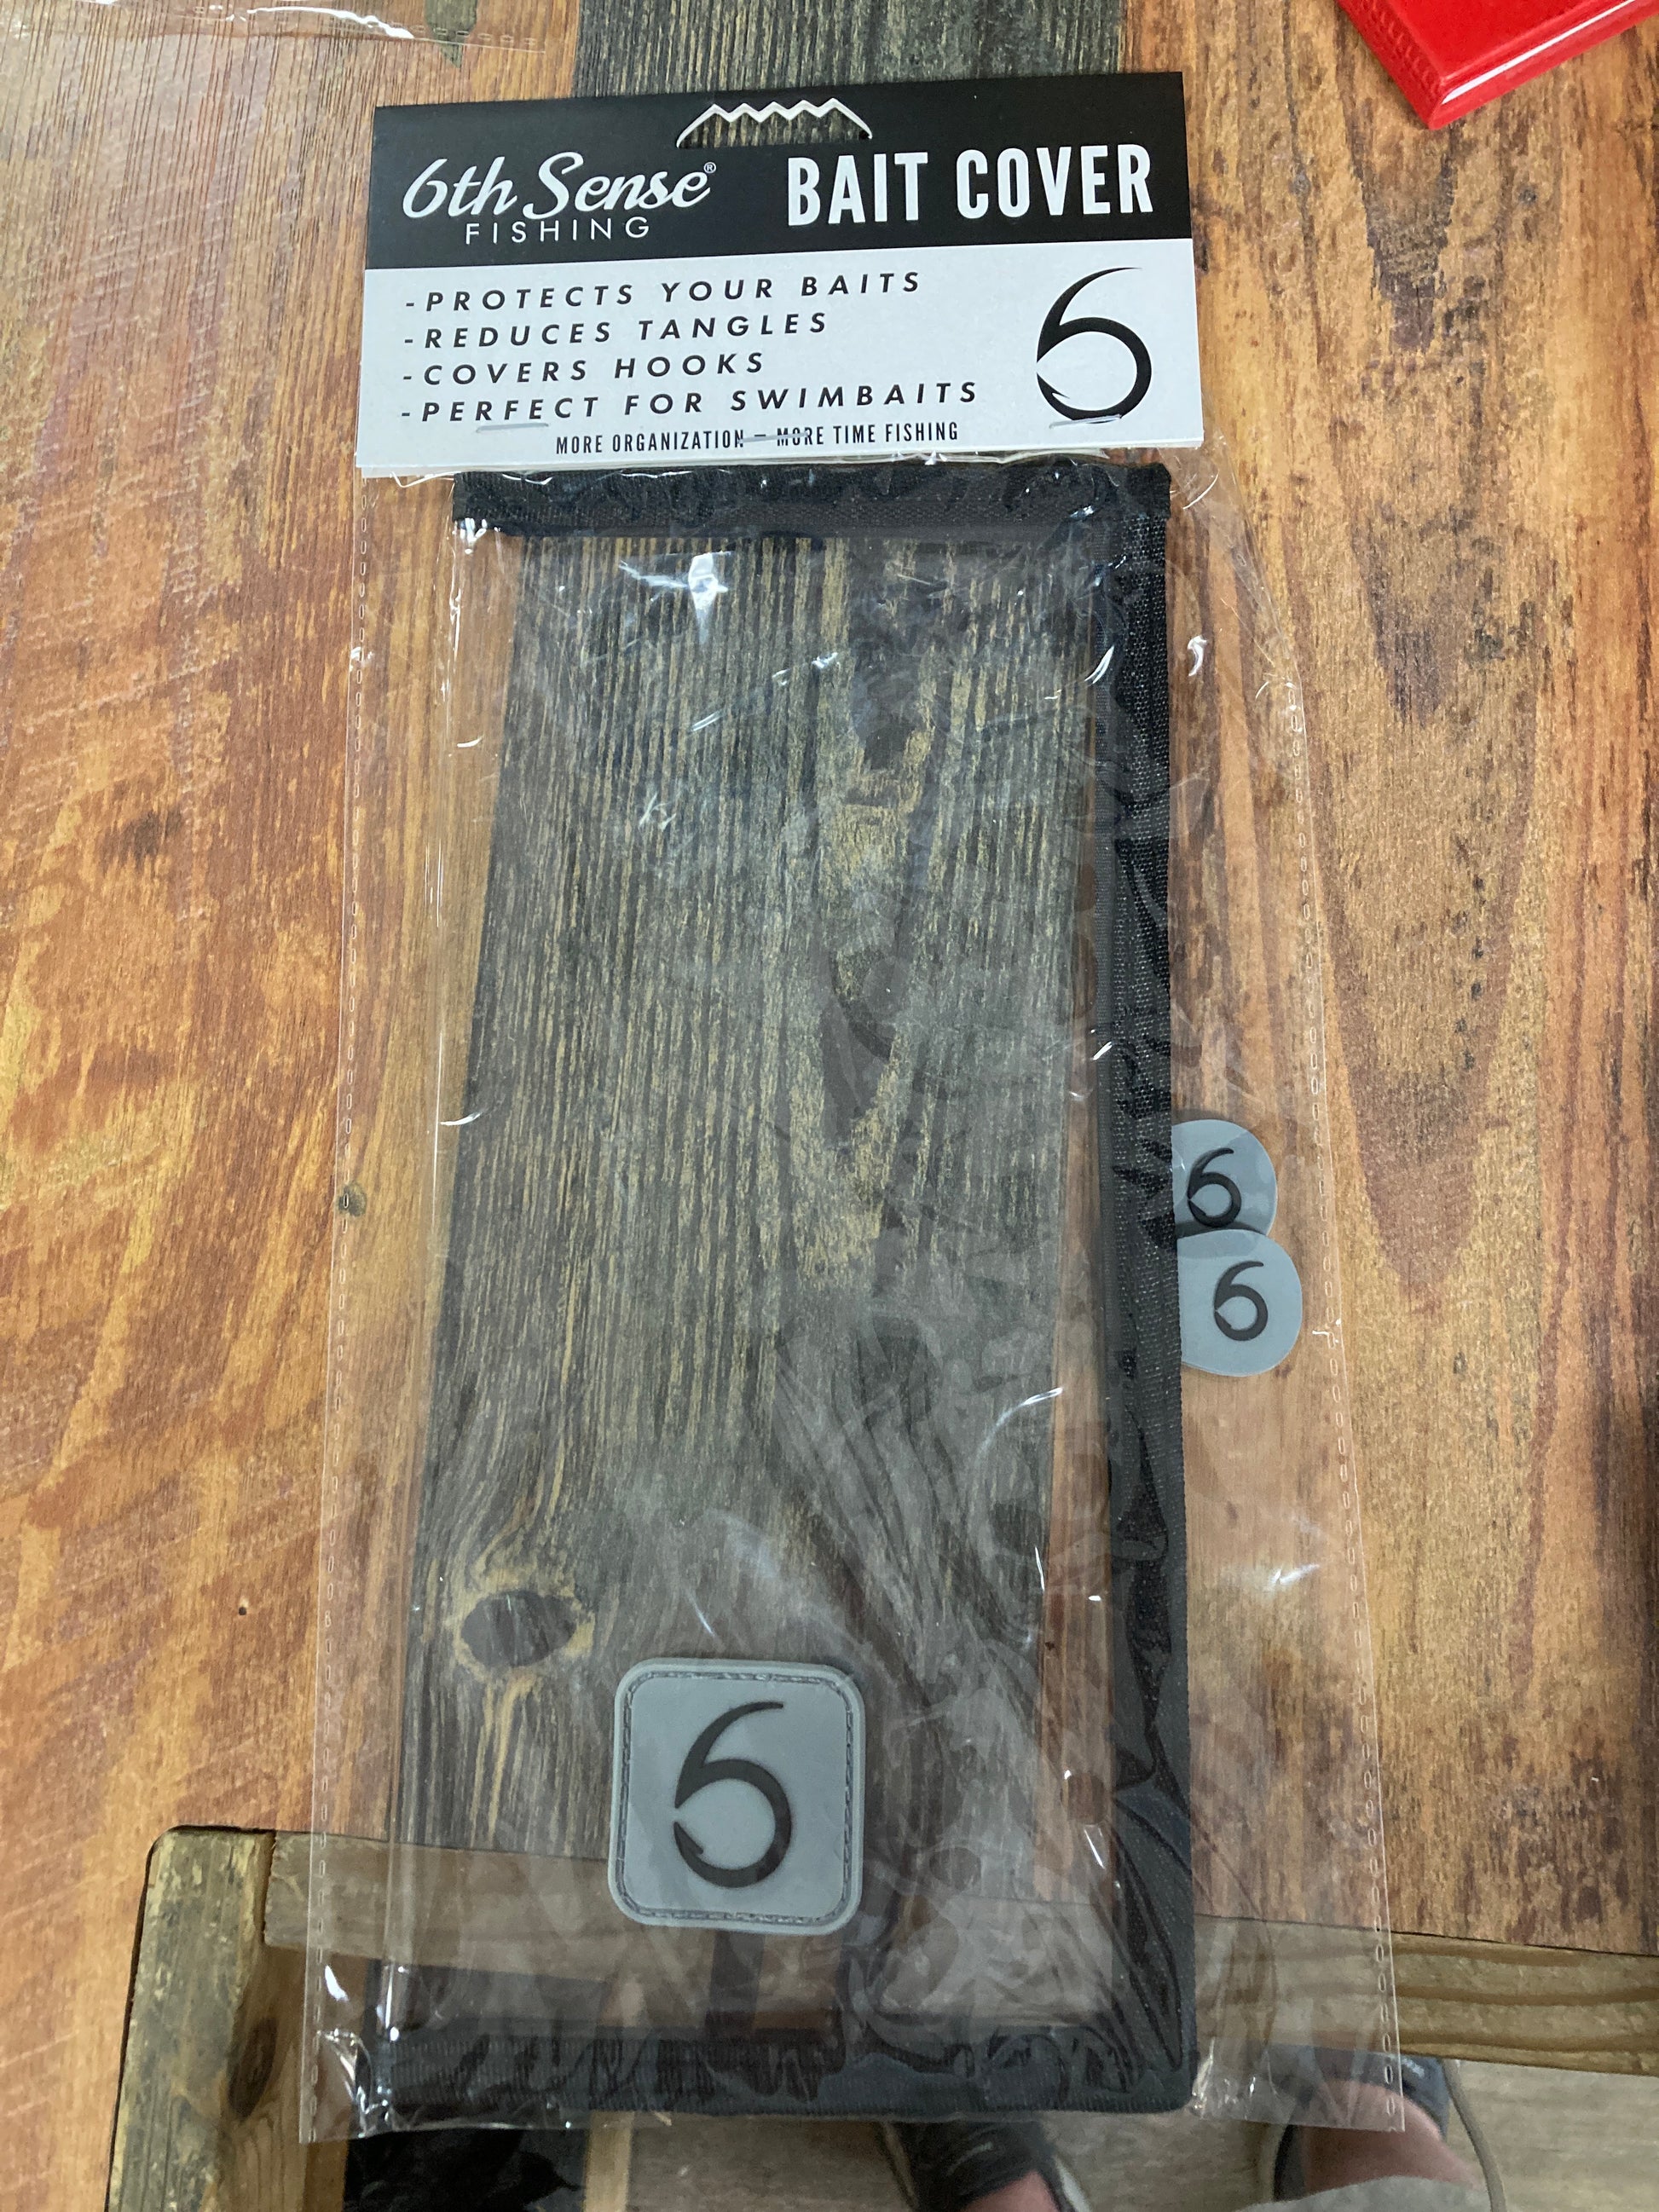 6th Sense®
FISHING
BAIT COVER
-PROTECTS YOUR BAITS
-REDUCES TANGLES
-COVERS HOOKS
-PERFECT FOR SWIMBAITS
6
MORE ORGANIZATION — MORE TIME FISHING
6
6
6